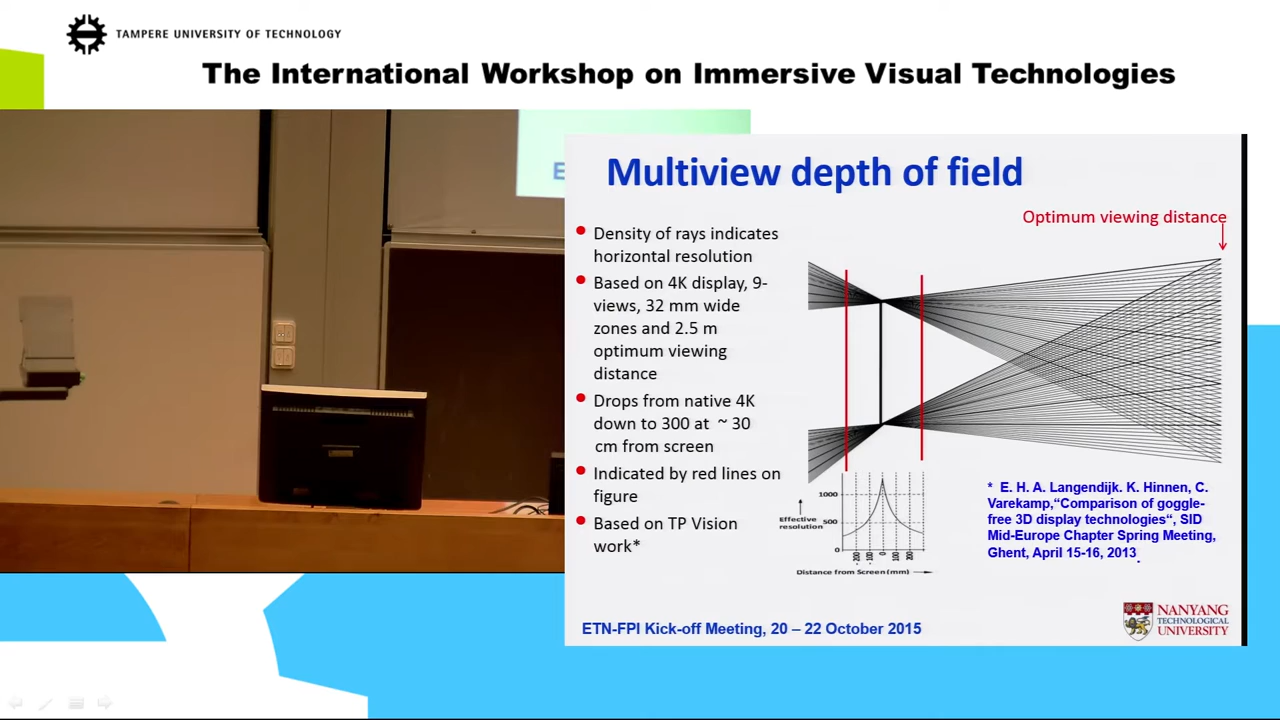 TAMPERE UNIVERSITY OF TECHNOLOGY
The International Workshop on Immersive Visual Technologies
E
Multiview depth of field
Optimum viewing distance
• Density of rays indicates
horizontal resolution
• Based on 4K display, 9-
views, 32 mm wide
zones and 2.5 m
optimum viewing
distance
• Drops from native 4K
down to 300 at ~ 30
cm from screen
• Indicated by red lines on
figure
• Based on TP Vision
work*
1000
500
0
Effective
resolution
-200 -100 0 100 200
Distance from Screen(mm)
* E. H. A. Langendijk. K. Hinnen, C.
Varekamp,“Comparison of goggle-
free 3D display technologies“, SID
Mid-Europe Chapter Spring Meeting,
Ghent, April 15-16, 2013.
ETN-FPI Kick-off Meeting, 20 – 22 October 2015
NANYANG
TECHNOLOGICAL
UNIVERSITY